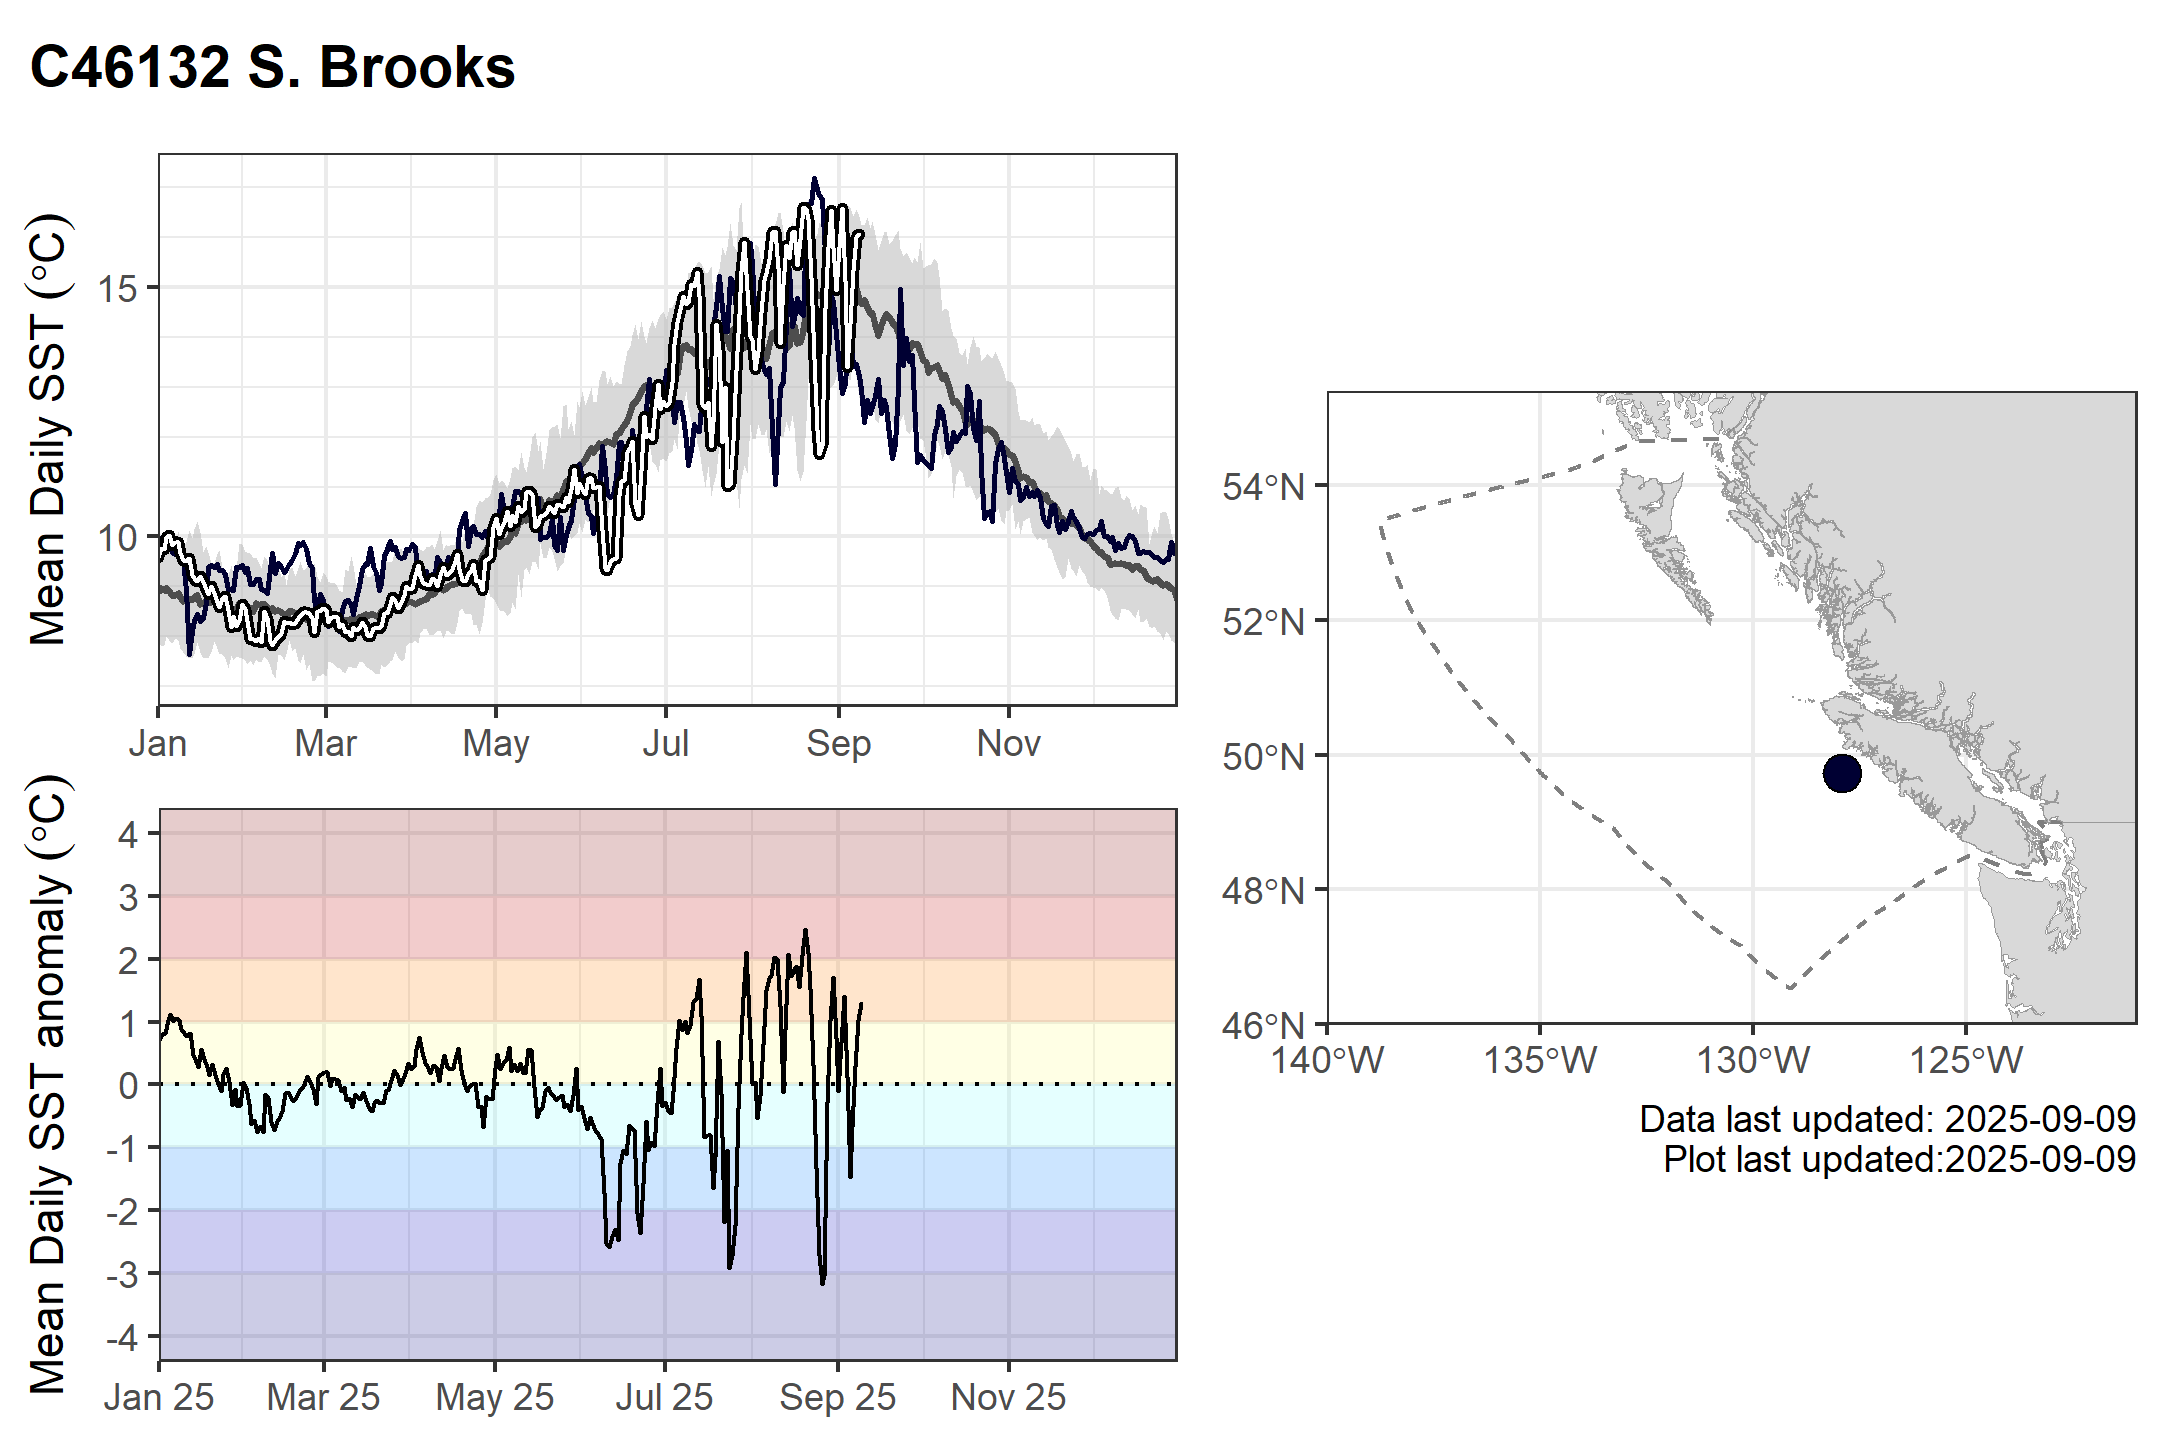 C46132 S. Brooks
Mean Daily SST (°C)
15
10
Jan Mar May Jul Sep Nov
Mean Daily SST anomaly (°C)
4
3
2
1
0
-1
-2
-3
-4
Jan 25 Mar 25 May 25 Jul 25 Sep 25 Nov 25
54°N
52°N
50°N
48°N
46°N
140°W 135°W 130°W 125°W
Data last updated: 2025-09-09
Plot last updated:2025-09-09